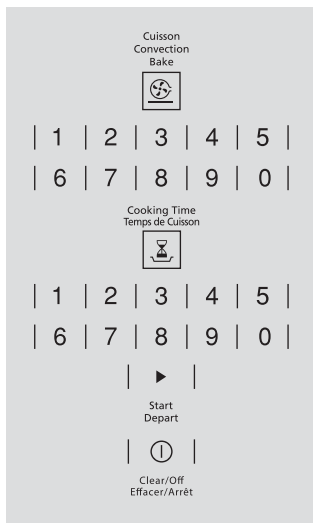 Cuisson
Convection
Bake
| 1 | 2 | 3 | 4 | 5 |
| 6 | 7 | 8 | 9 | 0 |
Cooking Time
Temps de Cuisson
| 1 | 2 | 3 | 4 | 5 |
| 6 | 7 | 8 | 9 | 0 |
Start
Depart
Clear/Off
Effacer/Arrêt